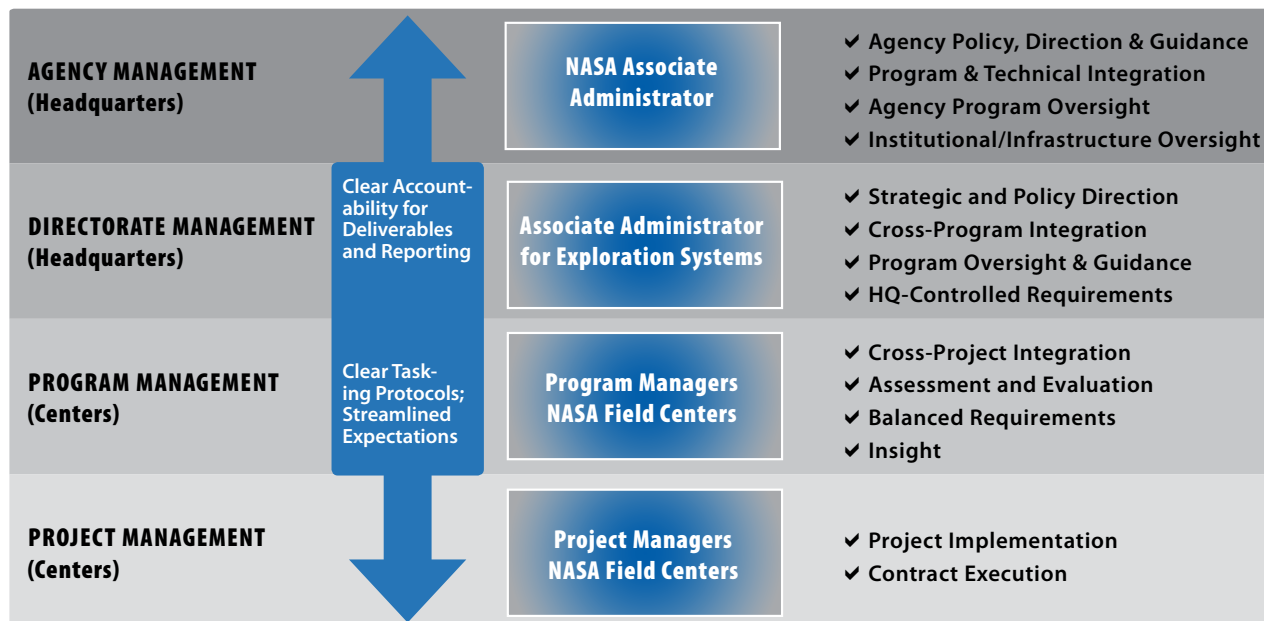 AGENCY MANAGEMENT
(Headquarters)
NASA Associate
Administrator
✔ Agency Policy, Direction & Guidance
✔ Program & Technical Integration
✔ Agency Program Oversight
✔ Institutional/Infrastructure Oversight
Clear Account-
ability for
Deliverables
and Reporting
DIRECTORATE MANAGEMENT
(Headquarters)
Associate Administrator
for Exploration Systems
✔ Strategic and Policy Direction
✔ Cross-Program Integration
✔ Program Oversight & Guidance
✔ HQ-Controlled Requirements
PROGRAM MANAGEMENT
(Centers)
Clear Task-
ing Protocols;
Streamlined
Expectations
Program Managers
NASA Field Centers
✔ Cross-Project Integration
✔ Assessment and Evaluation
✔ Balanced Requirements
✔ Insight
PROJECT MANAGEMENT
(Centers)
Project Managers
NASA Field Centers
✔ Project Implementation
✔ Contract Execution